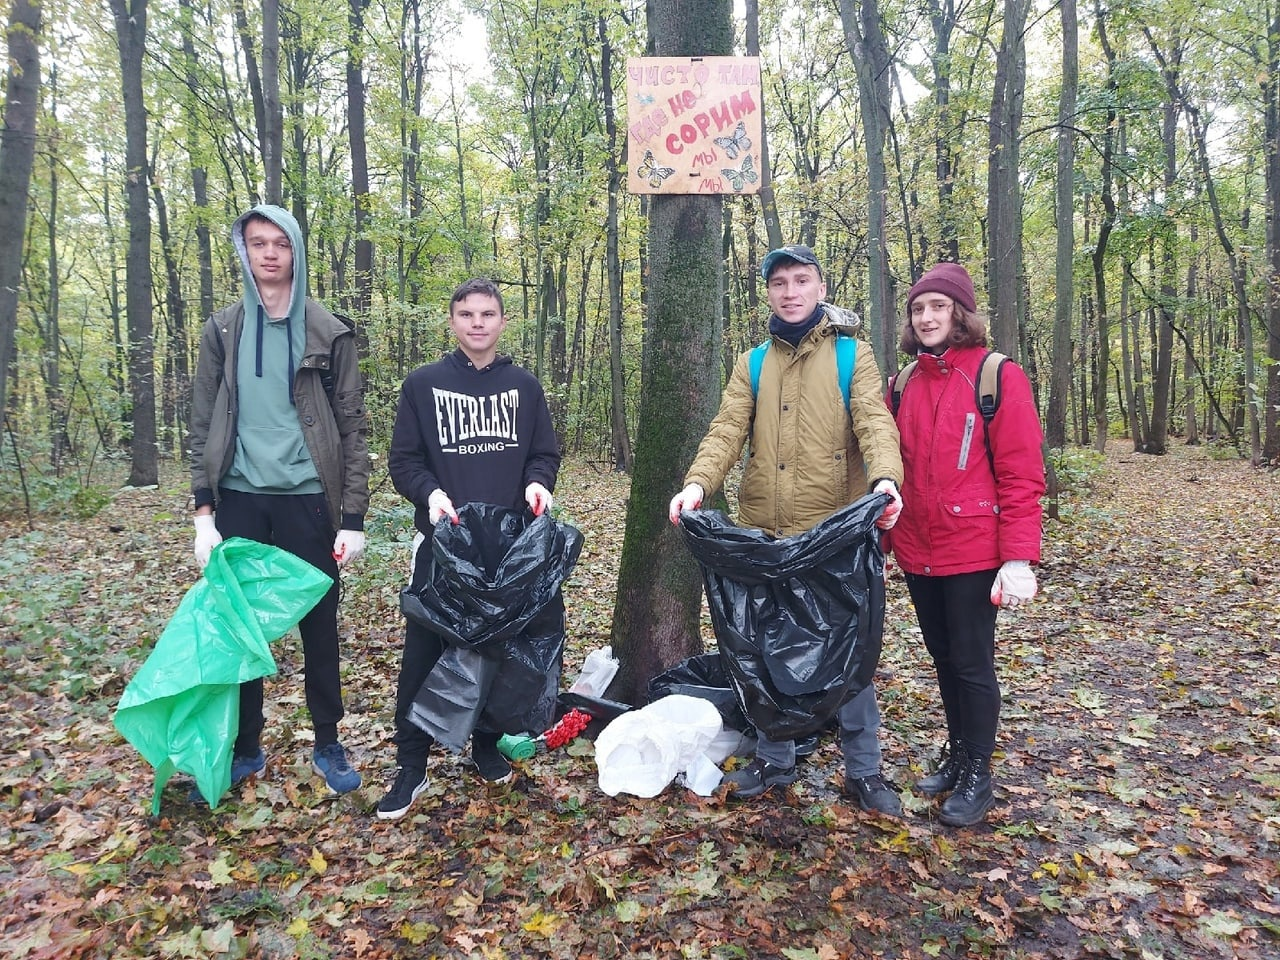 ЧИСТО ТАМ
ГДЕ НЕ
СОРИМ
МЫ
МЫ
EVERLAST
BOXING